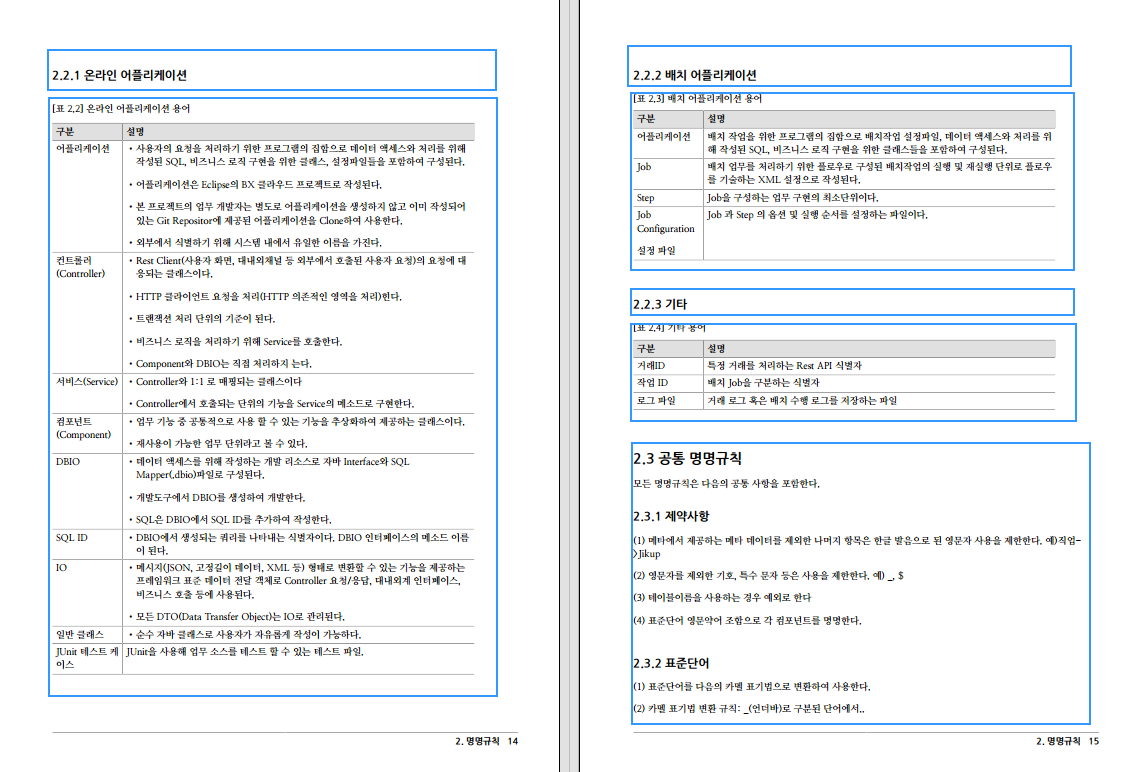 2.2.1 온라인 어플리케이션
[표 2.2] 온라인 어플리케이션 용어
구분 설명
어플리케이션 • 사용자의 요청을 처리하기 위한 프로그램의 집합으로 데이터 액세스와 처리를 위해
작성된 SQL, 비즈니스 로직 구현을 위한 클래스, 설정파일들을 포함하여 구성된다.
• 어플리케이션은 Eclipse의 BX 클라우드 프로젝트로 작성된다.
• 본 프로젝트의 업무 개발자는 별도로 어플리케이션을 생성하지 않고 이미 작성되어
있는 Git Repositor에 제공된 어플리케이션을 Clone하여 사용한다.
• 외부에서 식별하기 위해 시스템 내에서 유일한 이름을 가진다.
컨트롤러 • Rest Client(사용자 화면, 대내외채널 등 외부에서 호출된 사용자 요청)의 요청에 대
(Controller) 응되는 클래스이다.
• HTTP 클라이언트 요청을 처리(HTTP 의존적인 영역을 처리)힌다.
• 트랜잭션 처리 단위의 기준이 된다.
• 비즈니스 로직을 처리하기 위해 Service를 호출한다.
• Component와 DBIO는 직접 처리하지 는다.
서비스(Service) • Controller와 1:1 로 매핑되는 클래스이다
• Controller에서 호출되는 단위의 기능을 Service의 메소드로 구현한다.
컴포넌트 • 업무 기능 중 공통적으로 사용 할 수 있는 기능을 추상화하여 제공하는 클래스이다.
(Component)
• 재사용이 가능한 업무 단위라고 볼 수 있다.
DBIO • 데이터 액세스를 위해 작성하는 개발 리소스로 자바 Interface와 SQL
Mapper(.dbio)파일로 구성된다.
• 개발도구에서 DBIO를 생성하여 개발한다.
• SQL은 DBIO에서 SQL ID를 추가하여 작성한다.
SQL ID • DBIO에서 생성되는 쿼리를 나타내는 식별자이다. DBIO 인터페이스의 메소드 이름
이 된다.
IO • 메시지(JSON, 고정길이 데이터, XML 등) 형태로 변환할 수 있는 기능을 제공하는
프레임워크 표준 데이터 전달 객체로 Controller 요청/응답, 대내외계 인터페이스,
비즈니스 호출 등에 사용된다.
• 모든 DTO(Data Transfer Object)는 IO로 관리된다.
일반 클래스 • 순수 자바 클래스로 사용자가 자유롭게 작성이 가능하다.
JUnit 테스트 케 JUnit을 사용해 업무 소스를 테스트 할 수 있는 테스트 파일.
이스
2. 명명규칙 14
2.2.2 배치 어플리케이션
[표 2.3] 배치 어플리케이션 용어
구분 설명
어플리케이션 배치 작업을 위한 프로그램의 집합으로 배치작업 설정파일, 데이터 액세스와 처리를 위
해 작성된 SQL, 비즈니스 로직 구현을 위한 클래스들을 포함하여 구성된다.
Job 배치 업무를 처리하기 위한 플로우로 구성된 배치작업의 실행 및 재실행 단위로 플로우
를 기술하는 XML 설정으로 작성된다.
Step Job을 구성하는 업무 구현의 최소단위이다.
Job Job 과 Step 의 옵션 및 실행 순서를 설정하는 파일이다.
Configuration
설정 파일
2.2.3 기타
[표 2.4] 기타 용어
구분 설명
거래ID 특정 거래를 처리하는 Rest API 식별자
작업 ID 배치 Job을 구분하는 식별자
로그 파일 거래 로그 혹은 배치 수행 로그를 저장하는 파일
2.3 공통 명명규칙
모든 명명규칙은 다음의 공통 사항을 포함한다.
2.3.1 제약사항
(1) 메타에서 제공하는 메타 데이터를 제외한 나머지 항목은 한글 발음으로 된 영문자 사용을 제한한다. 예)직업-
>Jikup
(2) 영문자를 제외한 기호, 특수 문자 등은 사용을 제한한다. 예) _, $
(3) 테이블이름을 사용하는 경우 예외로 한다
(4) 표준단어 영문약어 조합으로 각 컴포넌트를 명명한다.
2.3.2 표준단어
(1) 표준단어를 다음의 카멜 표기법으로 변환하여 사용한다.
(2) 카멜 표기법 변환 규칙: _(언더바)로 구분된 단어에서..
2. 명명규칙 15